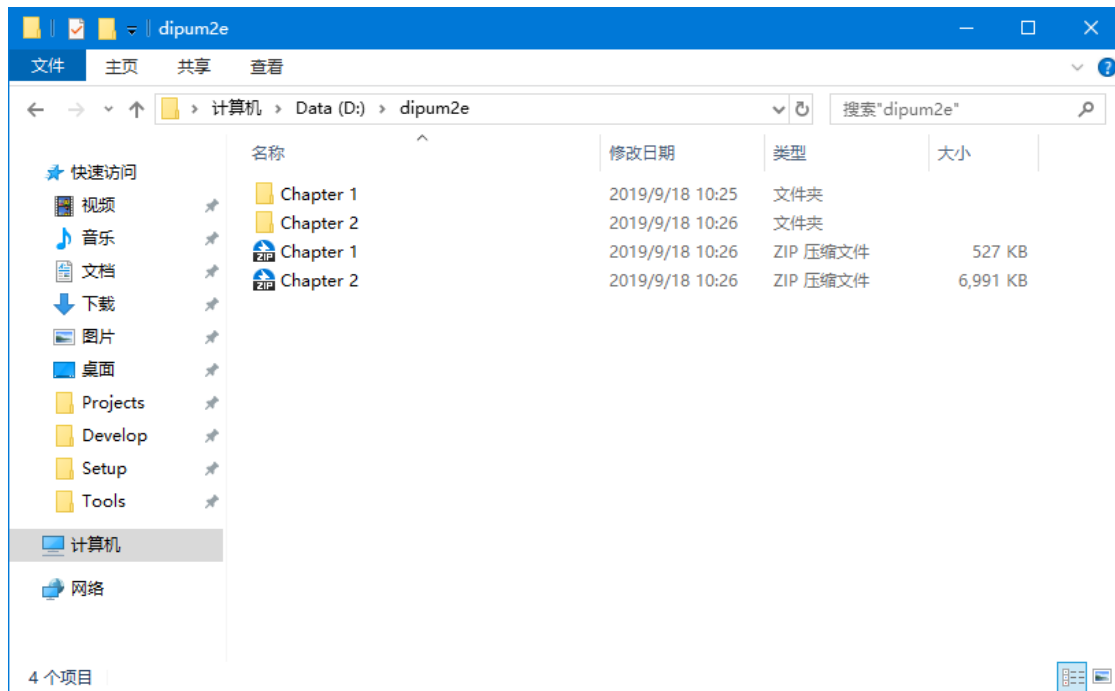 dipum2e
文件 主页 共享 查看
计算机 Data (D:) dipum2e 搜索"dipum2e"
名称 修改日期 类型 大小
快速访问
视频
音乐
文档
下载
图片
桌面
Projects
Develop
Setup
Tools
计算机
网络
Chapter 1 2019/9/18 10:25 文件夹
Chapter 2 2019/9/18 10:26 文件夹
ZIP Chapter 1 2019/9/18 10:26 ZIP 压缩文件 527 KB
ZIP Chapter 2 2019/9/18 10:26 ZIP 压缩文件 6,991 KB
4 个项目